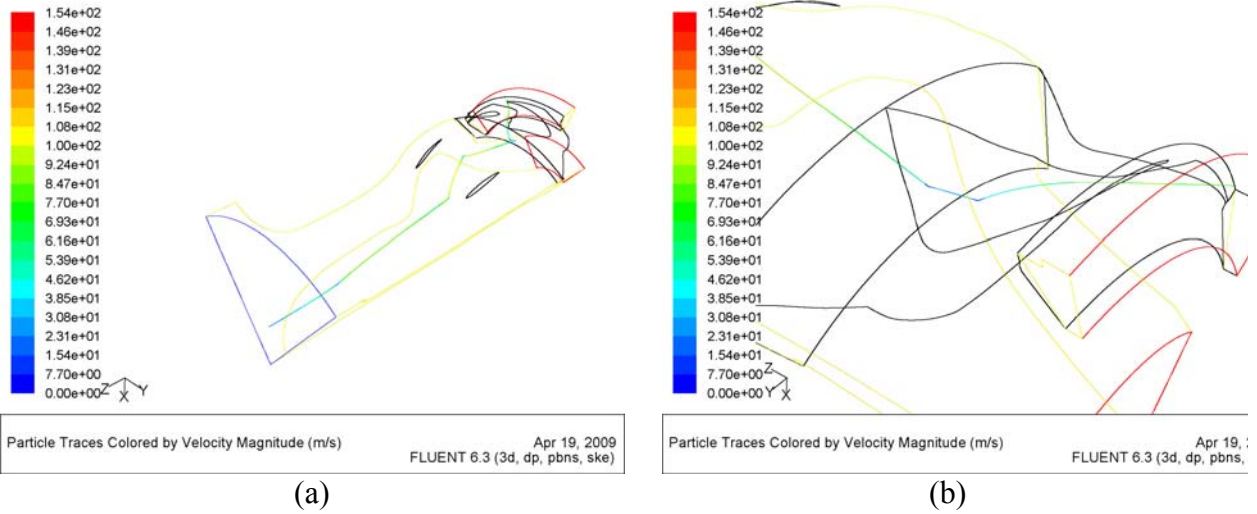 1.54e+02
1.46e+02
1.39e+02
1.31e+02
1.23e+02
1.15e+02
1.08e+02
1.00e+02
9.24e+01
8.47e+01
7.70e+01
6.93e+01
6.16e+01
5.39e+01
4.62e+01
3.85e+01
3.08e+01
2.31e+01
1.54e+01
7.70e+00
0.00e+00
Z
X
Y
Particle Traces Colored by Velocity Magnitude (m/s)
Apr 19, 2009
FLUENT 6.3 (3d, dp, pbns, ske)
(a)
1.54e+02
1.46e+02
1.39e+02
1.31e+02
1.23e+02
1.15e+02
1.08e+02
1.00e+02
9.24e+01
8.47e+01
7.70e+01
6.93e+01
6.16e+01
5.39e+01
4.62e+01
3.85e+01
3.08e+01
2.31e+01
1.54e+01
7.70e+00
0.00e+00
Z
Y
X
Particle Traces Colored by Velocity Magnitude (m/s)
Apr 19, 2
FLUENT 6.3 (3d, dp, pbns,
(b)